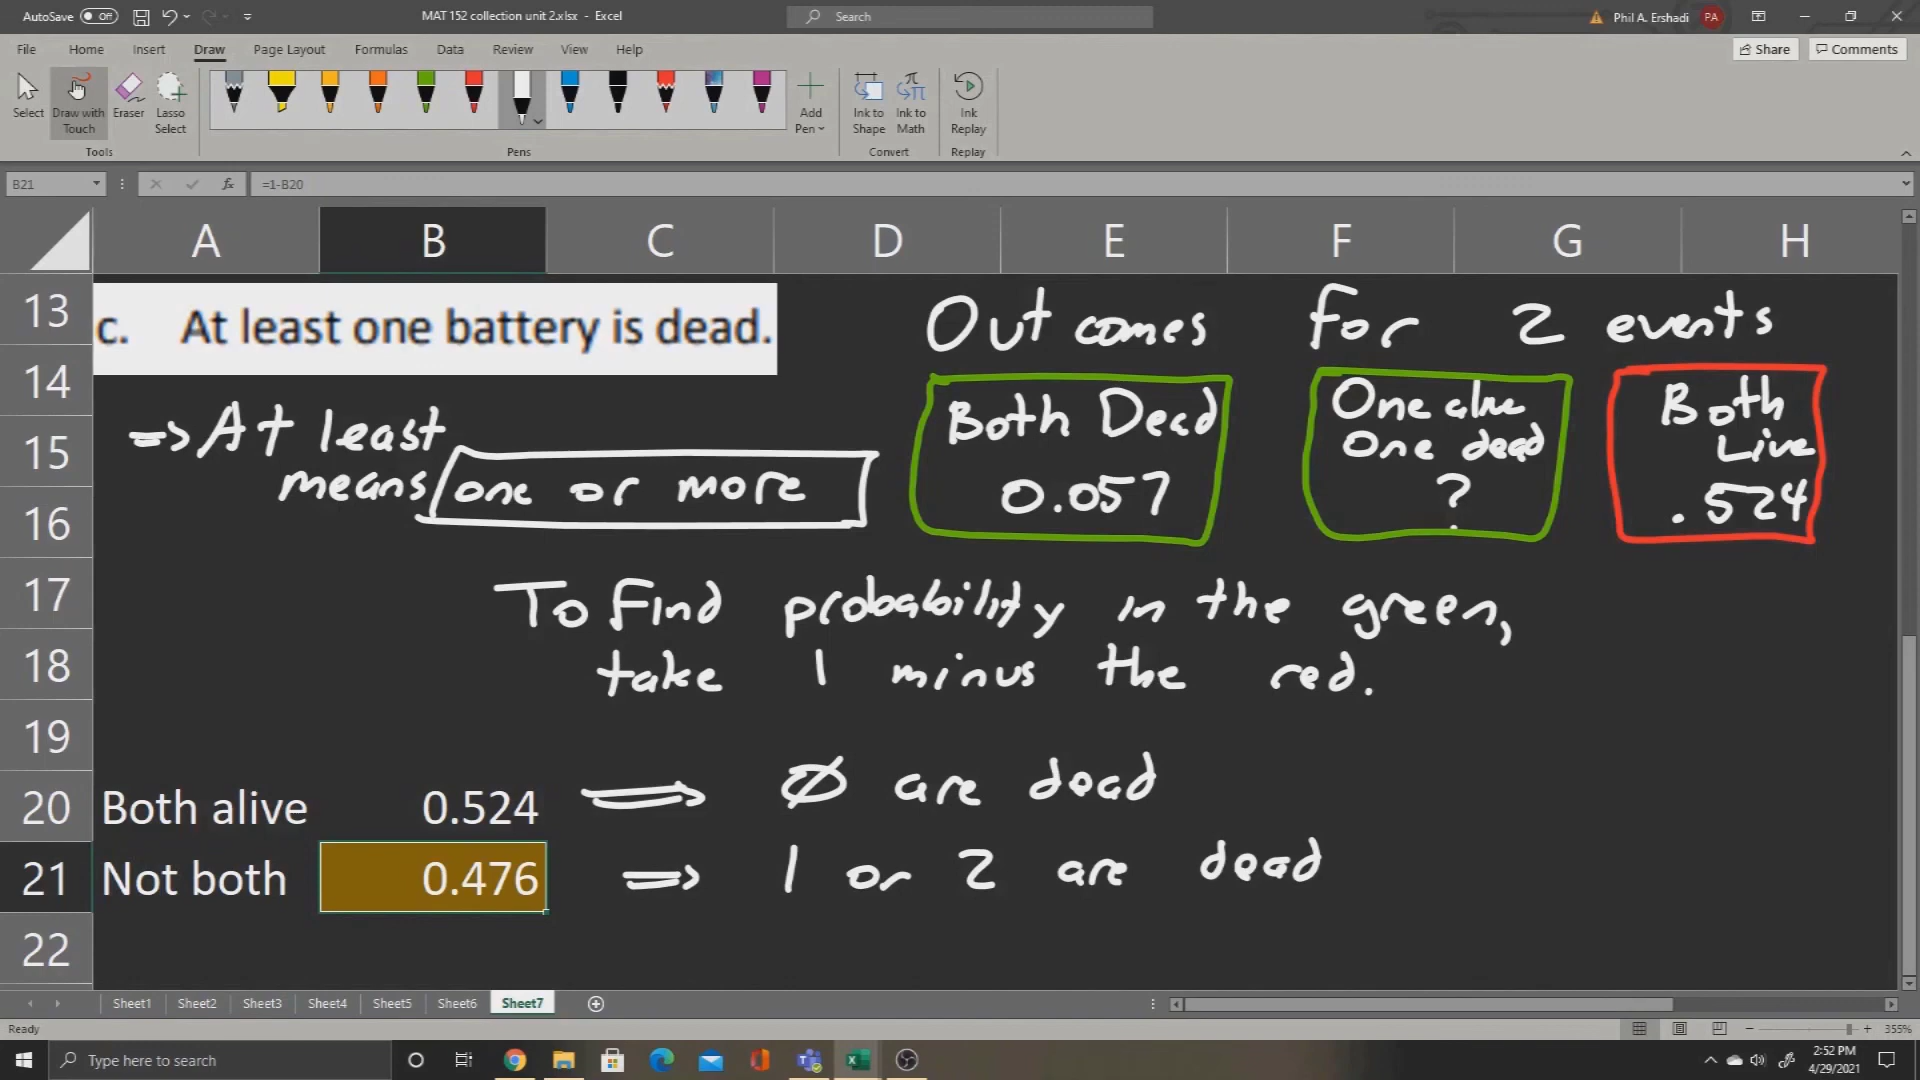 AutoSave Off MAT 152 collection unit 2.xlsx - Excel Search Phil A. Ershadi PA
File Home Insert Draw Page Layout Formulas Data Review View Help Share Comments
Select Draw with Touch Eraser Lasso Select Add Pen Ink to Shape Ink to Math Ink Replay
Tools Pens Convert Replay
B21 fx =1-B20
A B C D E F G H
13
c. At least one battery is dead.
Outcomes for 2 events
14
=> At least
means one or more
Both Dead
0.057
One alive
One dead
?
Both
Live
.524
15
16
17
To Find probability in the green,
18
take 1 minus the red.
19
20 Both alive 0.524 => Ø are dead
21 Not both 0.476 => 1 or 2 are dead
22
Sheet1 Sheet2 Sheet3 Sheet4 Sheet5 Sheet6 Sheet7
Ready 355%
Type here to search 2:52 PM
4/29/2021